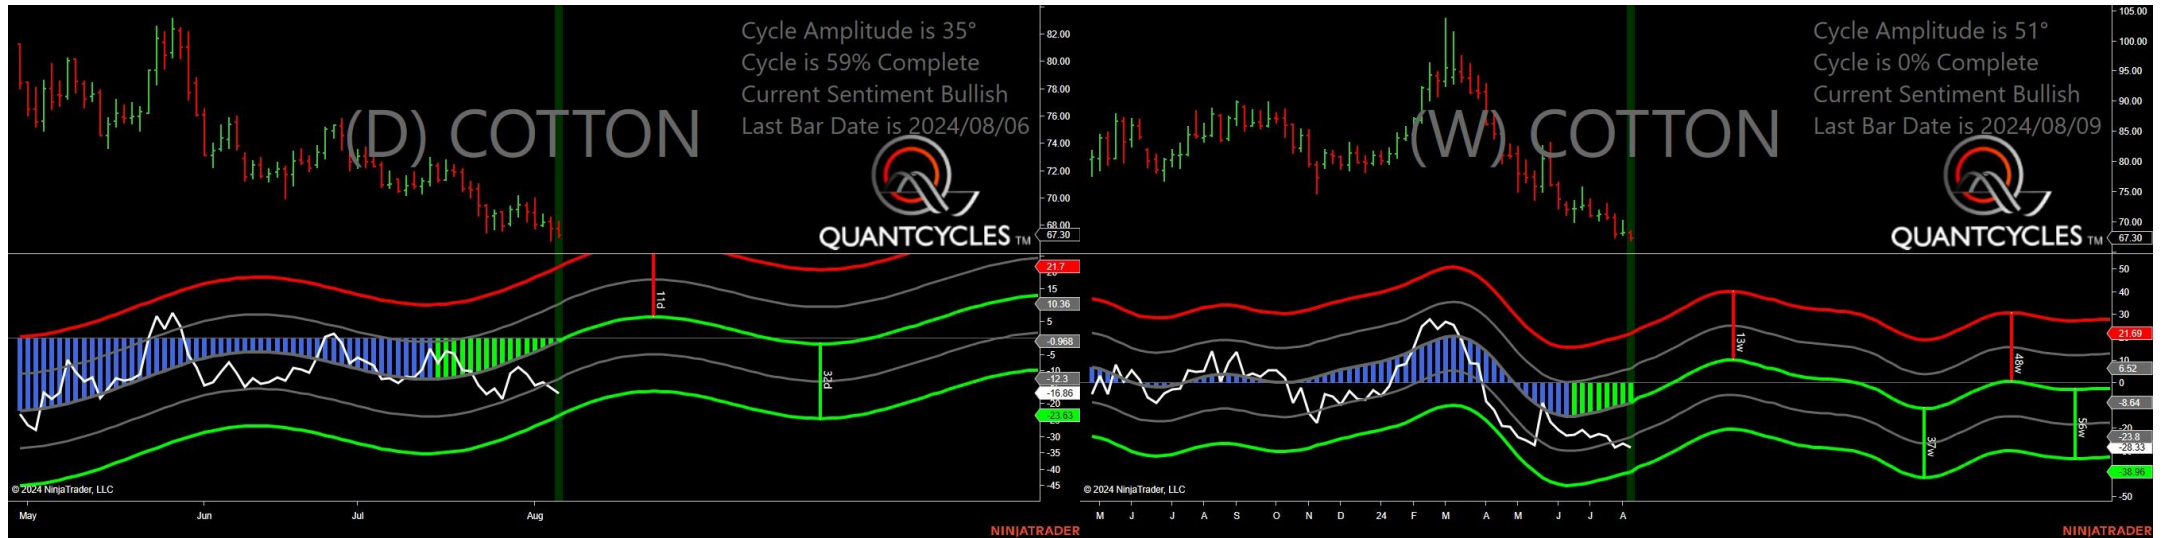 Cycle Amplitude is 35°
Cycle is 59% Complete
Current Sentiment Bullish
Last Bar Date is 2024/08/06
(D) COTTON
QUANTCYCLES TM
82.00
80.00
78.00
76.00
74.00
72.00
70.00
68.00
67.30
21.7
15
10.36
5
-0.968
-5
-12.3
-16.86
-20
-23.63
-30
-35
-40
-45
11d
32d
© 2024 NinjaTrader, LLC
May Jun Jul Aug
NINJATRADER
Cycle Amplitude is 51°
Cycle is 0% Complete
Current Sentiment Bullish
Last Bar Date is 2024/08/09
(W) COTTON
QUANTCYCLES TM
105.00
100.00
95.00
90.00
85.00
80.00
75.00
70.00
67.30
50
40
30
21.69
10
6.52
0
-8.64
-20
-23.8
-28.33
-38.96
-50
13w
37w
48w
56w
© 2024 NinjaTrader, LLC
M J J A S O N D 24 F M A M J J A
NINJATRADER